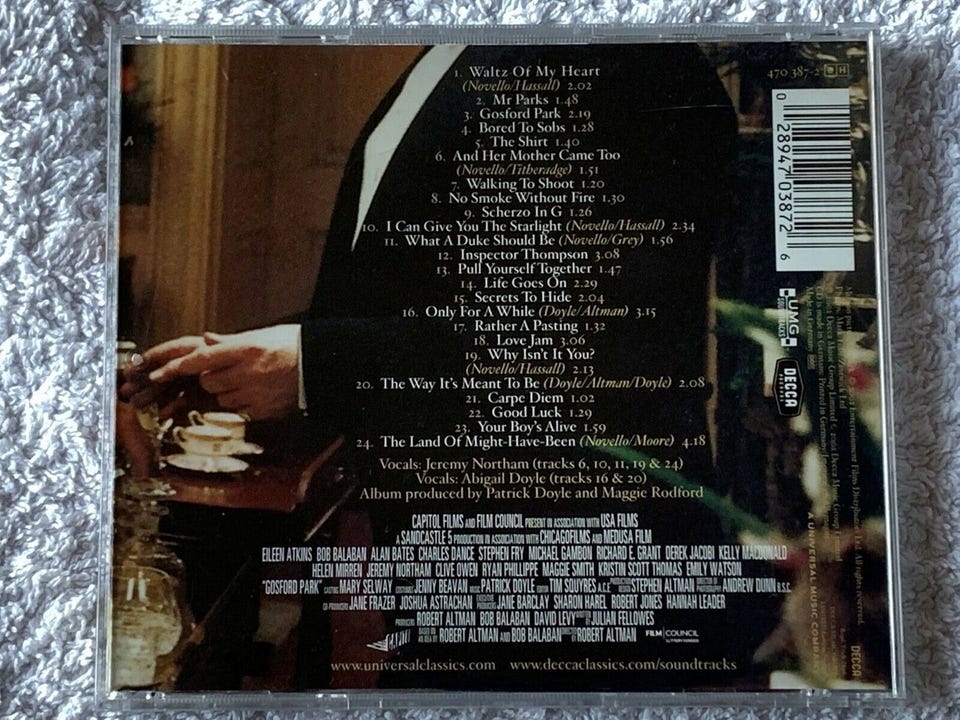 1. Waltz Of My Heart
(Novello/Hassall) 2.02
2. Mr Parks 1.48
3. Gosford Park 2.19
4. Bored To Sobs 1.28
5. The Shirt 1.40
6. And Her Mother Came Too
(Novello/Titheradge) 1.51
7. Walking To Shoot 1.20
8. No Smoke Without Fire 1.30
9. Scherzo In G 1.26
10. I Can Give You The Starlight (Novello/Hassall) 2.34
11. What A Duke Should Be (Novello/Grey) 1.56
12. Inspector Thompson 3.08
13. Pull Yourself Together 1.47
14. Life Goes On 2.29
15. Secrets To Hide 2.04
16. Only For A While (Doyle/Altman) 3.15
17. Rather A Pasting 1.32
18. Love Jam 3.06
19. Why Isn't It You?
(Novello/Hassall) 2.13
20. The Way It's Meant To Be (Doyle/Altman/Doyle) 2.08
21. Carpe Diem 1.02
22. Good Luck 1.29
23. Your Boy's Alive 1.59
24. The Land Of Might-Have-Been (Novello/Moore) 4.18
Vocals: Jeremy Northam (tracks 6, 10, 11, 19 & 24)
Vocals: Abigail Doyle (tracks 16 & 20)
Album produced by Patrick Doyle and Maggie Rodford
CAPITOL FILMS AND FILM COUNCIL PRESENT IN ASSOCIATION WITH USA FILMS
A SANDCASTLE 5 PRODUCTION IN ASSOCIATION WITH CHICAGOFILMS AND MEDUSA FILM
EILEEN ATKINS BOB BALABAN ALAN BATES CHARLES DANCE STEPHEN FRY MICHAEL GAMBON RICHARD E. GRANT DEREK JACOBI KELLY MACDONALD
HELEN MIRREN JEREMY NORTHAM CLIVE OWEN RYAN PHILLIPPE MAGGIE SMITH KRISTIN SCOTT THOMAS EMILY WATSON
"GOSFORD PARK" CASTING MARY SELWAY JENNY BEAVAN PATRICK DOYLE TIM SQUYRES A.C.E. STEPHEN ALTMAN ANDREW DUNN B.S.C.
CO-PRODUCERS JANE FRAZER JOSHUA ASTRACHAN JANE BARCLAY SHARON HAREL ROBERT JONES HANNAH LEADER
ROBERT ALTMAN BOB BALABAN DAVID LEVY JULIAN FELLOWES
ROBERT ALTMAN AND BOB BALABAN ROBERT ALTMAN
FILM COUNCIL
www.universalclassics.com www.deccaclassics.com/soundtracks
470 387-2
0 28947 03872 6
UMG
SOUNDTRACKS
DECCA
RECORDS
A UNIVERSAL MUSIC COMPANY
DECCA